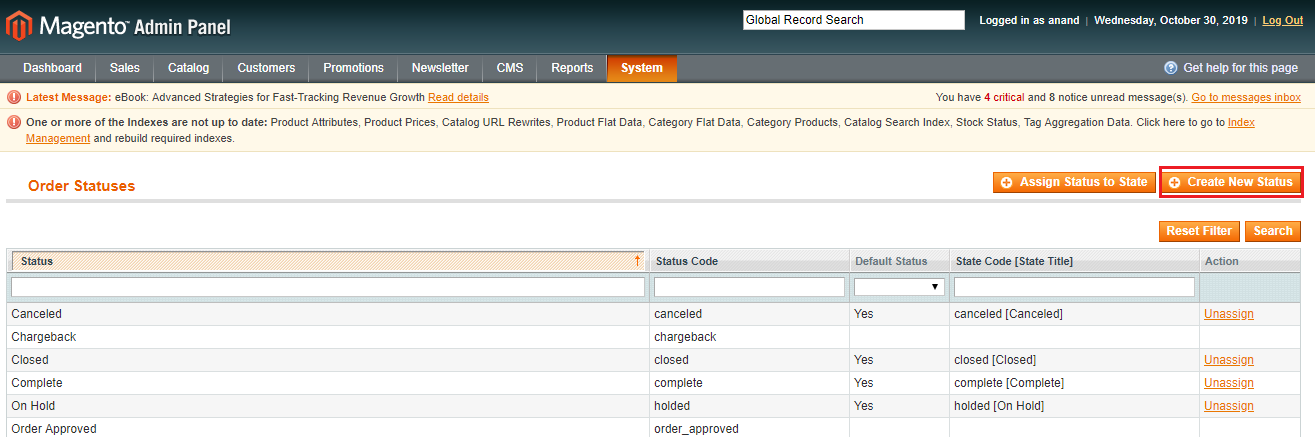 Magento™ Admin Panel
Global Record Search
Logged in as anand | Wednesday, October 30, 2019 | Log Out
Dashboard Sales Catalog Customers Promotions Newsletter CMS Reports System Get help for this page
Latest Message: eBook: Advanced Strategies for Fast-Tracking Revenue Growth Read details You have 4 critical and 8 notice unread message(s). Go to messages inbox
One or more of the Indexes are not up to date: Product Attributes, Product Prices, Catalog URL Rewrites, Product Flat Data, Category Flat Data, Category Products, Catalog Search Index, Stock Status, Tag Aggregation Data. Click here to go to Index
Management and rebuild required indexes.
Order Statuses Assign Status to State Create New Status
Reset Filter Search
Status Status Code Default Status State Code [State Title] Action
Canceled canceled Yes canceled [Canceled] Unassign
Chargeback chargeback
Closed closed Yes closed [Closed] Unassign
Complete complete Yes complete [Complete] Unassign
On Hold holded Yes holded [On Hold] Unassign
Order Approved order_approved